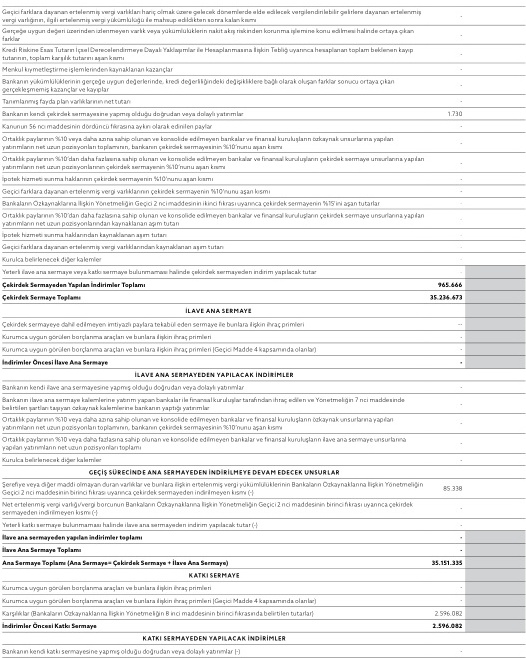 Geçici farklara dayanan ertelenmiş vergi varlıkları hariç olmak üzere gelecek dönemlerde elde edilecek vergilendirilebilir gelirlere dayanan ertelenmiş
vergi varlığının, ilgili ertelenmiş vergi yükümlülüğü ile mahsup edildikten sonra kalan kısmı -
Gerçeğe uygun değeri üzerinden izlenmeyen varlık veya yükümlülüklerin nakit akış riskinden korunma işlemine konu edilmesi halinde ortaya çıkan
farklar -
Kredi Riskine Esas Tutarın İçsel Derecelendirmeye Dayalı Yaklaşımlar ile Hesaplanmasına İlişkin Tebliğ uyarınca hesaplanan toplam beklenen kayıp
tutarının, toplam karşılık tutarını aşan kısmı -
Menkul kıymetleştirme işlemlerinden kaynaklanan kazançlar -
Bankanın yükümlülüklerinin gerçeğe uygun değerlerinde, kredi değerliliğindeki değişikliklere bağlı olarak oluşan farklar sonucu ortaya çıkan
gerçekleşmemiş kazançlar ve kayıplar -
Tanımlanmış fayda plan varlıklarının net tutarı -
Bankanın kendi çekirdek sermayesine yapmış olduğu doğrudan veya dolaylı yatırımlar 1.730
Kanunun 56 ncı maddesinin dördüncü fıkrasına aykırı olarak edinilen paylar -
Ortaklık paylarının %10 veya daha azına sahip olunan ve konsolide edilmeyen bankalar ve finansal kuruluşların özkaynak unsurlarına yapılan
yatırımların net uzun pozisyonları toplamının, bankanın çekirdek sermayesinin %10'nunu aşan kısmı -
Ortaklık paylarının %10'dan daha fazlasına sahip olunan ve konsolide edilmeyen bankalar ve finansal kuruluşların çekirdek sermaye unsurlarına yapılan
yatırımların net uzun pozisyonlarının çekirdek sermayenin %10'nunu aşan kısmı -
İpotek hizmeti sunma haklarının çekirdek sermayenin %10'nunu aşan kısmı -
Geçici farklara dayanan ertelenmiş vergi varlıklarının çekirdek sermayenin %10'nunu aşan kısmı -
Bankaların Özkaynaklarına İlişkin Yönetmeliğin Geçici 2 nci maddesinin ikinci fıkrası uyarınca çekirdek sermayenin %15'ini aşan tutarlar -
Ortaklık paylarının %10'dan daha fazlasına sahip olunan ve konsolide edilmeyen bankalar ve finansal kuruluşların çekirdek sermaye unsurlarına yapılan
yatırımların net uzun pozisyonlarından kaynaklanan aşım tutarı -
İpotek hizmeti sunma haklarından kaynaklanan aşım tutarı -
Geçici farklara dayanan ertelenmiş vergi varlıklarından kaynaklanan aşım tutarı -
Kurulca belirlenecek diğer kalemler -
Yeterli ilave ana sermaye veya katkı sermaye bulunmaması halinde çekirdek sermayeden indirim yapılacak tutar -
Çekirdek Sermayeden Yapılan İndirimler Toplamı 965.666
Çekirdek Sermaye Toplamı 35.236.673
İLAVE ANA SERMAYE
Çekirdek sermayeye dahil edilmeyen imtiyazlı paylara tekabül eden sermaye ile bunlara ilişkin ihraç primleri --
Kurumca uygun görülen borçlanma araçları ve bunlara ilişkin ihraç primleri -
Kurumca uygun görülen borçlanma araçları ve bunlara ilişkin ihraç primleri (Geçici Madde 4 kapsamında olanlar) -
İndirimler Öncesi İlave Ana Sermaye -
İLAVE ANA SERMAYEDEN YAPILACAK İNDİRİMLER
Bankanın kendi ilave ana sermayesine yapmış olduğu doğrudan veya dolaylı yatırımlar -
Bankanın ilave ana sermaye kalemlerine yatırım yapan bankalar ile finansal kuruluşlar tarafından ihraç edilen ve Yönetmeliğin 7 nci maddesinde
belirtilen şartları taşıyan özkaynak kalemlerine bankanın yaptığı yatırımlar -
Ortaklık paylarının %10 veya daha azına sahip olunan ve konsolide edilmeyen bankalar ve finansal kuruluşların özkaynak unsurlarına yapılan
yatırımların net uzun pozisyonları toplamının, bankanın çekirdek sermayesinin %10'nunu aşan kısmı -
Ortaklık paylarının %10 veya daha fazlasına sahip olunan ve konsolide edilmeyen bankalar ve finansal kuruluşların ilave ana sermaye unsurlarına
yapılan yatırımların net uzun pozisyonları toplamı -
Kurulca belirlenecek diğer kalemler -
GEÇİŞ SÜRECİNDE ANA SERMAYEDEN İNDİRİLMEYE DEVAM EDECEK UNSURLAR
Şerefiye veya diğer maddi olmayan duran varlıklar ve bunlara ilişkin ertelenmiş vergi yükümlülüklerinin Bankaların Özkaynaklarına İlişkin Yönetmeliğin
Geçici 2 nci maddesinin birinci fıkrası uyarınca çekirdek sermayeden indirilmeyen kısmı (-) 85.338
Net ertelenmiş vergi varlığı/vergi borcunun Bankaların Özkaynaklarına İlişkin Yönetmeliğin Geçici 2 nci maddesinin birinci fıkrası uyarınca çekirdek
sermayeden indirilmeyen kısmı (-) -
Yeterli katkı sermaye bulunmaması halinde ilave ana sermayeden indirim yapılacak tutar (-) -
İlave ana sermayeden yapılan indirimler toplamı -
İlave Ana Sermaye Toplamı -
Ana Sermaye Toplamı (Ana Sermaye= Çekirdek Sermaye + İlave Ana Sermaye) 35.151.335
KATKI SERMAYE
Kurumca uygun görülen borçlanma araçları ve bunlara ilişkin ihraç primleri -
Kurumca uygun görülen borçlanma araçları ve bunlara ilişkin ihraç primleri (Geçici Madde 4 kapsamında olanlar) -
Karşılıklar (Bankaların Özkaynaklarına İlişkin Yönetmeliğin 8 inci maddesinin birinci fıkrasında belirtilen tutarlar) 2.596.082
İndirimler Öncesi Katkı Sermaye 2.596.082
KATKI SERMAYEDEN YAPILACAK İNDİRİMLER
Bankanın kendi katkı sermayesine yapmış olduğu doğrudan veya dolaylı yatırımlar (-) -